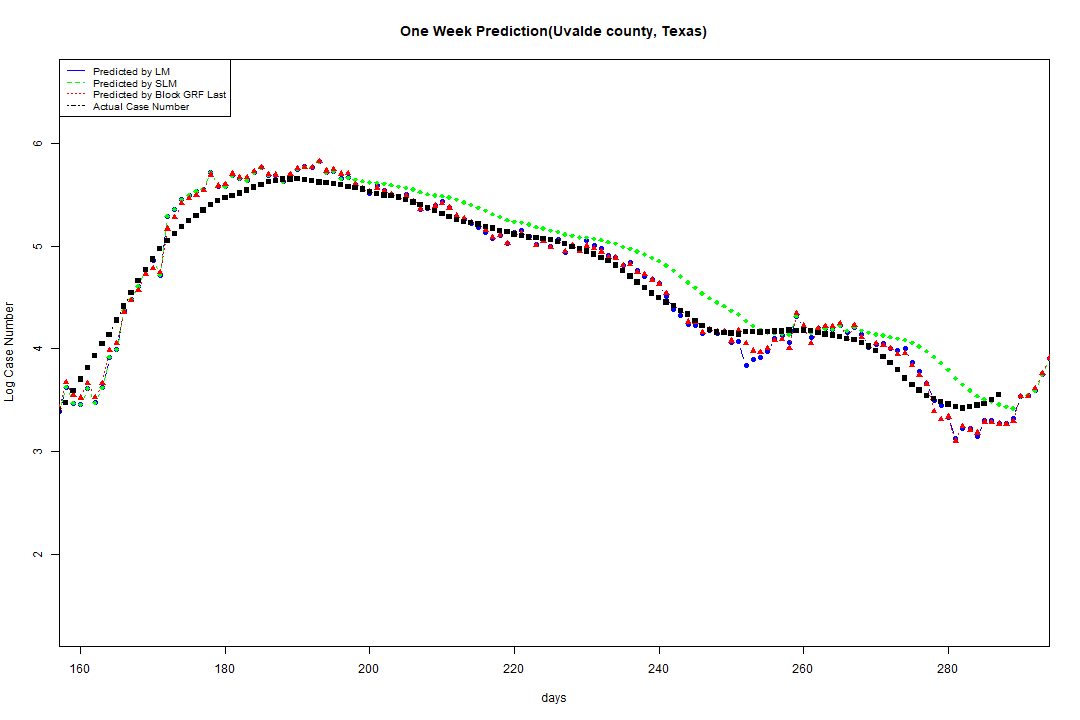 One Week Prediction(Uvalde county, Texas)
Predicted by LM
Predicted by SLM
Predicted by Block GRF Last
Actual Case Number
6
5
4
3
2
Log Case Number
160 180 200 220 240 260 280
days